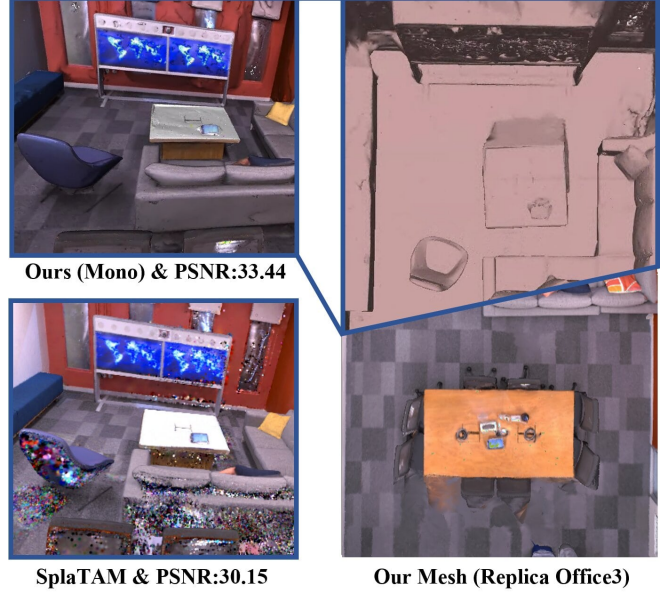 Ours (Mono) & PSNR:33.44
SplaTAM & PSNR:30.15
Our Mesh (Replica Office3)